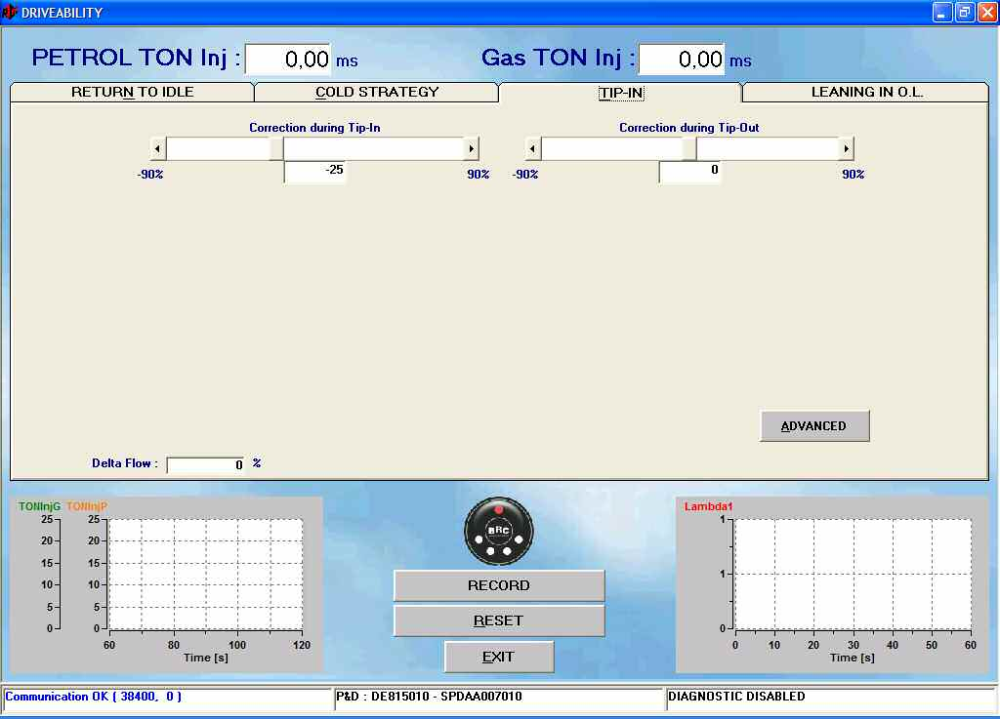 DRIVEABILITY
PETROL TON Inj : 0,00 ms
Gas TON Inj : 0,00 ms
RETURN TO IDLE
COLD STRATEGY
TIP-IN
LEANING IN O.L.
Correction during Tip-In
-90%
-25
90%
Correction during Tip-Out
-90%
0
90%
ADVANCED
Delta Flow : 0 %
TONInjG TONInjP
25 25
20 20
15 15
10 10
5 5
0 0
60 80 100 120
Time [s]
BRC
RECORD
RESET
EXIT
Lambda1
1
1
0
0 10 20 30 40 50 60
Time [s]
Communication OK ( 38400, 0 )
P&D : DE815010 - SPDAA007010
DIAGNOSTIC DISABLED